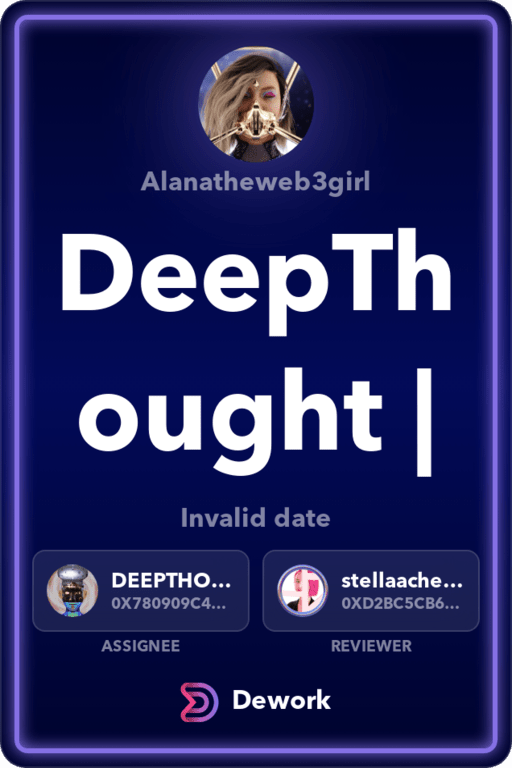 Alanatheweb3girl
DeepTh
ought |
Invalid date
DEEPTHO...
0X780909C4...
stellaache...
0XD2BC5CB6...
ASSIGNEE
REVIEWER
Dework